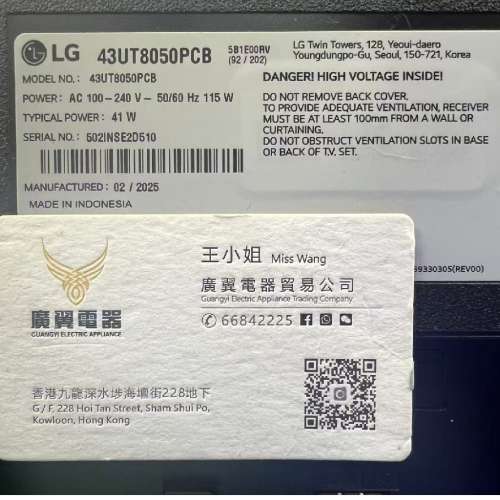 LG 43UT8050PCB 5B1E00RV
(92 / 202)
LG Twin Towers, 128, Yeoui-daero
Youngdungpo-Gu, Seoul, 150-721, Korea
MODEL NO.: 43UT8050PCB
POWER: AC 100-240 V~ 50/60 Hz 115 W
TYPICAL POWER: 41 W
SERIAL NO.: 502INSE2D510
MANUFACTURED: 02 / 2025
MADE IN INDONESIA
DANGER! HIGH VOLTAGE INSIDE!
DO NOT REMOVE BACK COVER.
TO PROVIDE ADEQUATE VENTILATION, RECEIVER
MUST BE AT LEAST 100mm FROM A WALL OR
CURTAINING.
DO NOT OBSTRUCT VENTILATION SLOTS IN BASE
OR BACK OF T.V. SET.
69330305(REV00)
廣翼電器
GUANGYI ELECTRIC APPLIANCE
王小姐 Miss Wang
廣翼電器貿易公司
Guangyi Electric Appliance Trading Company
66842225
香港九龍深水埗海壇街228地下
G/F, 228 Hoi Tan Street, Sham Shui Po,
Kowloon, Hong Kong